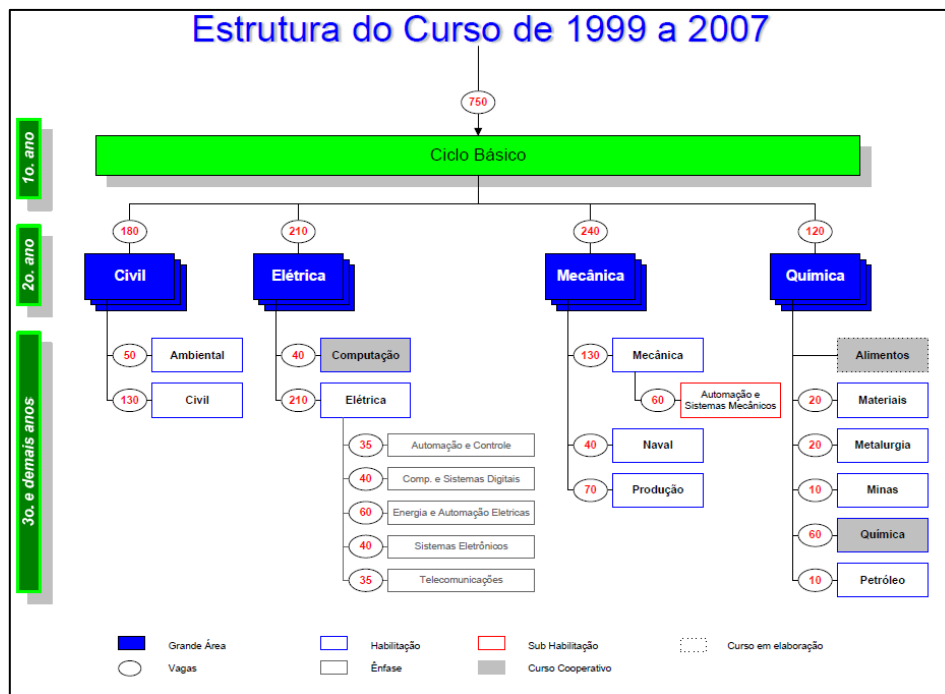 Estrutura do Curso de 1999 a 2007
750
1o. ano
Ciclo Básico
2o. ano
180
210
240
120
Civil
Elétrica
Mecânica
Química
3o. e demais anos
50
Ambiental
130
Civil
40
Computação
210
Elétrica
35
Automação e Controle
40
Comp. e Sistemas Digitais
60
Energia e Automação Eletricas
40
Sistemas Eletrônicos
35
Telecomunicações
130
Mecânica
60
Automação e
Sistemas Mecânicos
40
Naval
70
Produção
Alimentos
20
Materiais
20
Metalurgia
10
Minas
60
Química
10
Petróleo
Grande Área
Habilitação
Sub Habilitação
Curso em elaboração
Vagas
Ênfase
Curso Cooperativo